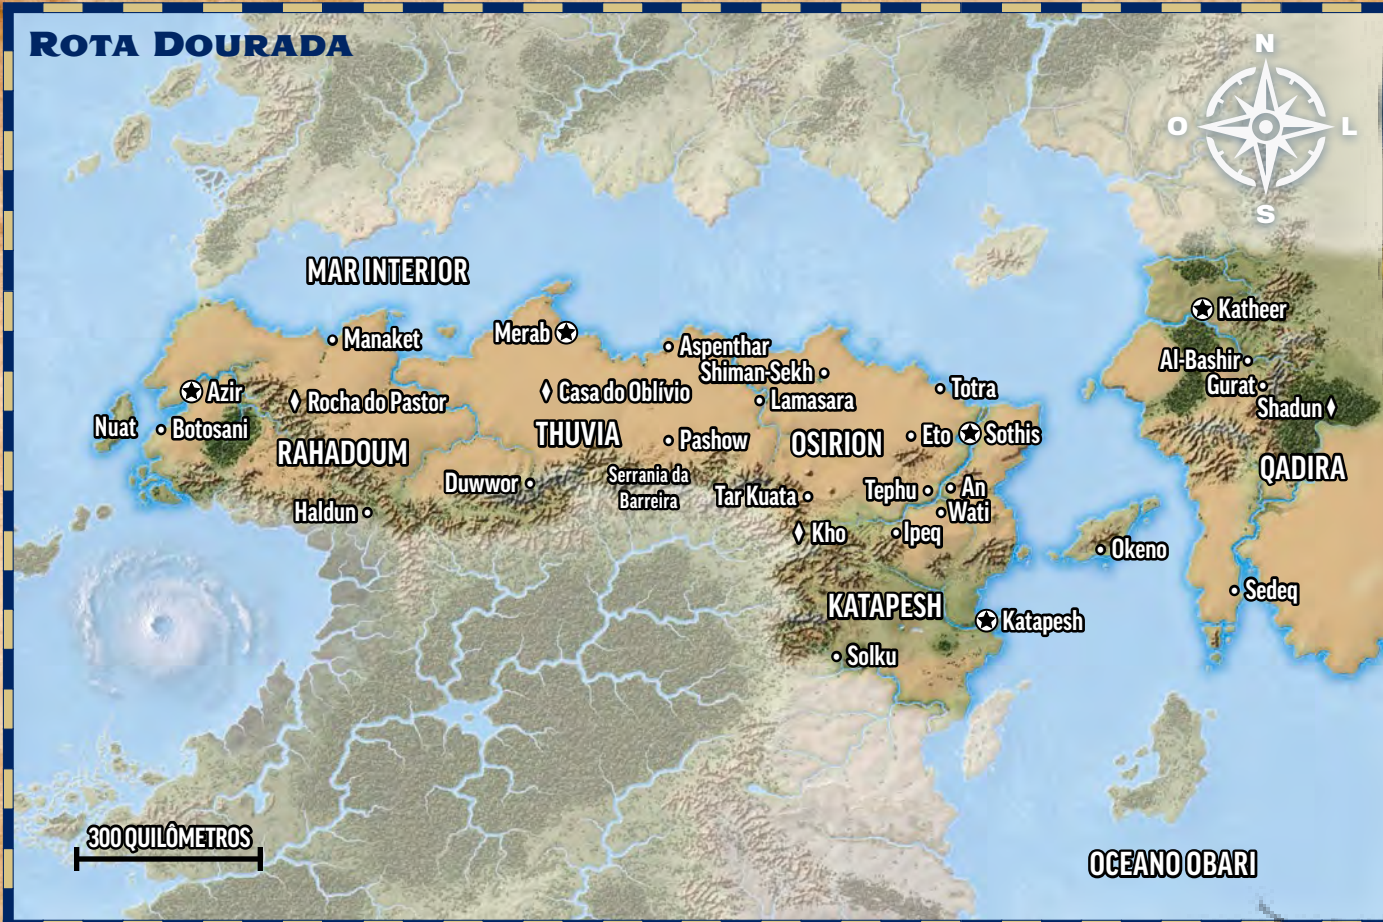 ROTA DOURADA
N
O
L
S
MAR INTERIOR
Katheer
Manaket
Merab
Aspenthar
Al-Bashir
Shiman-Sekh
Gurat
Azir
Rocha do Pastor
Casa do Oblívio
Lamasara
Totra
Shadun
Nuat
Botosani
THUVIA
Pashow
OSIRION
Eto
Sothis
RAHADOUM
QADIRA
Duwwor
Serrania da
Barreira
Tar Kuata
Tephu
An
Haldun
Wati
Kho
Ipeq
Okeno
Sedeq
KATAPESH
Katapesh
Solku
300 QUILÔMETROS
OCEANO OBARI